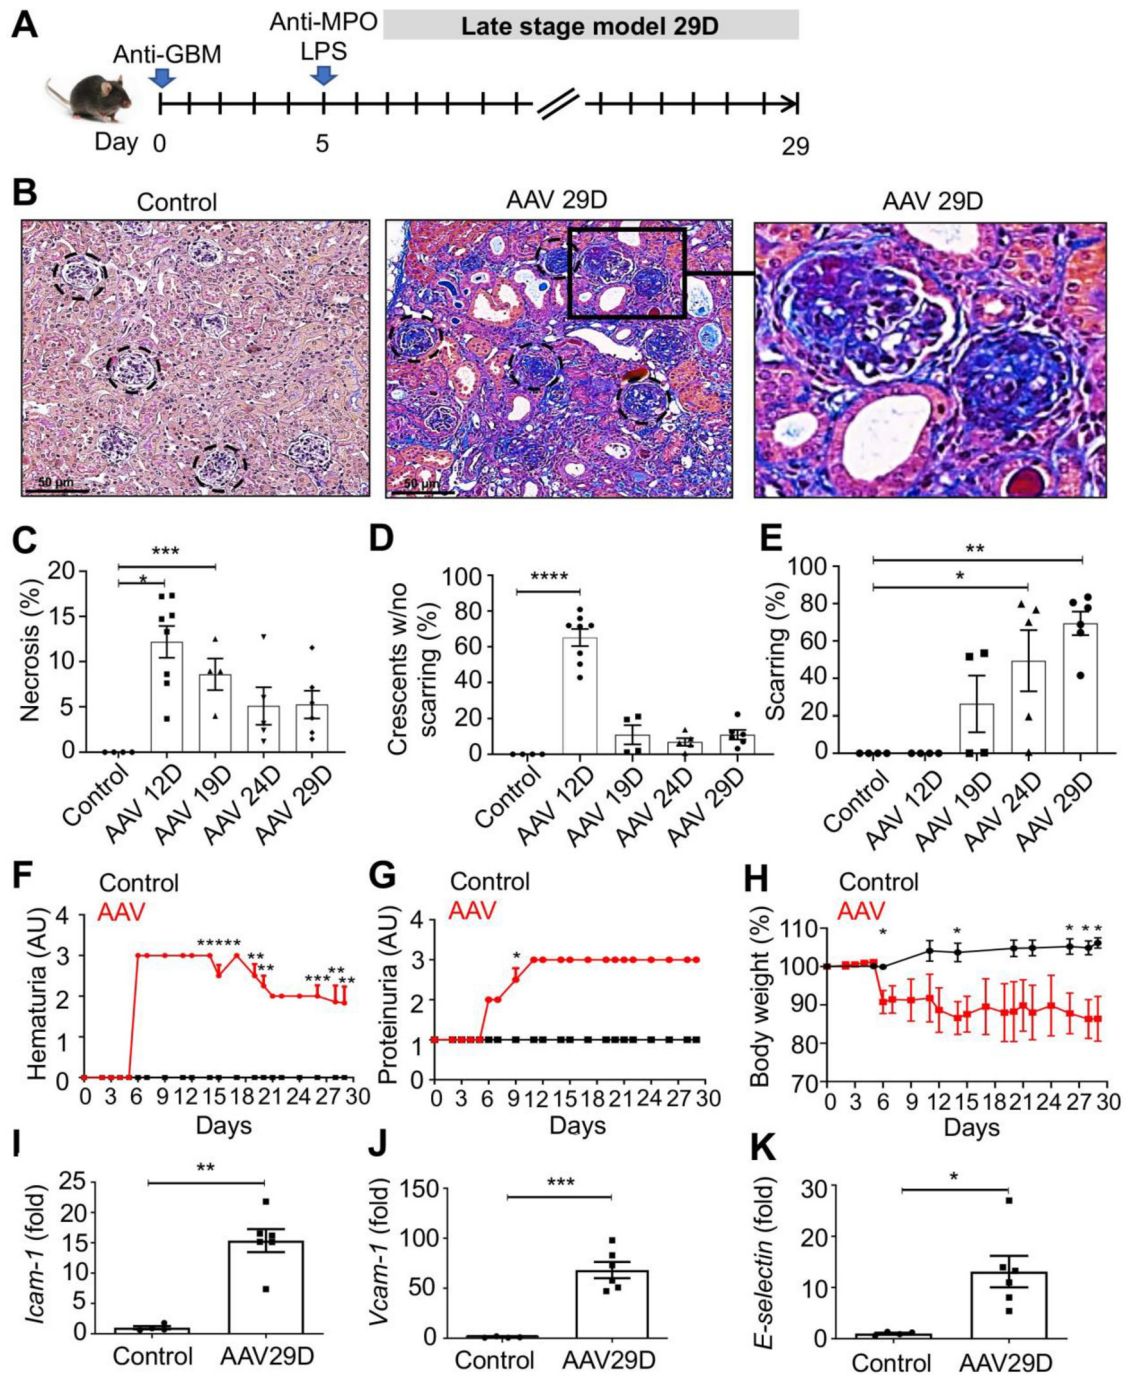 A
Anti-GBM
Anti-MPO
LPS
Late stage model 29D
Day 0 5 29
B
Control AAV 29D AAV 29D
50 µm 50 µm
C
*** 
*
Necrosis (%)
20
15
10
5
0
Control AAV 12D AAV 19D AAV 24D AAV 29D
D
****
Crescents w/no
scarring (%)
100
80
60
40
20
0
Control AAV 12D AAV 19D AAV 24D AAV 29D
E
**
*
Scarring (%)
100
80
60
40
20
0
Control AAV 12D AAV 19D AAV 24D AAV 29D
F
Control
AAV
Hematuria (AU)
4
3
2
1
0
***** ** ** *** ** **
0 3 6 9 12 15 18 21 24 27 30
Days
G
Control
AAV
Proteinuria (AU)
4
3
2
1
0
*
0 3 6 9 12 15 18 21 24 27 30
Days
H
Control
AAV
Body weight (%)
110
100
90
80
70
* * * * *
0 3 6 9 12 15 18 21 24 27 30
Days
I
**
Icam-1 (fold)
25
20
15
10
5
0
Control AAV29D
J
***
Vcam-1 (fold)
150
100
50
0
Control AAV29D
K
*
E-selectin (fold)
30
20
10
0
Control AAV29D